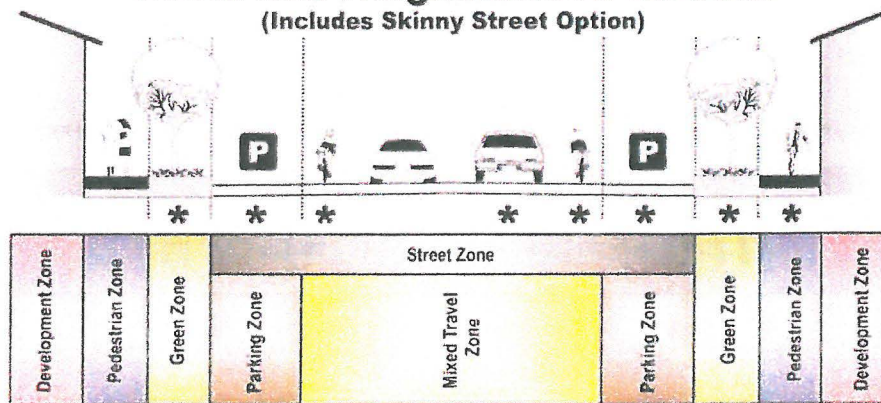 (Includes Skinny Street Option)
P
P
* * * * * * * *
Street Zone
Development Zone
Pedestrian Zone
Green Zone
Parking Zone
Mixed Travel
Zone
Parking Zone
Green Zone
Pedestrian Zone
Development Zone